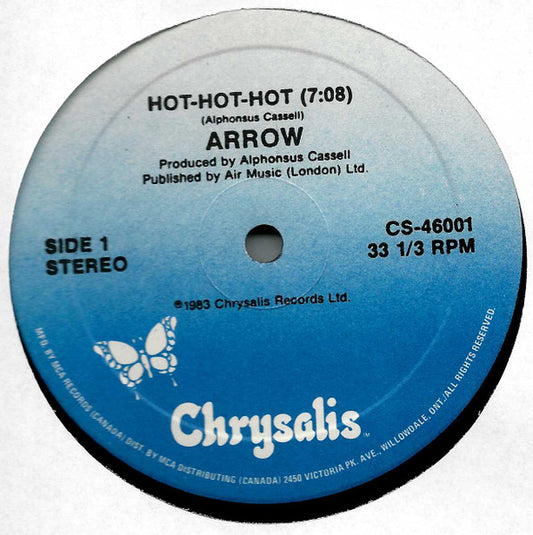 HOT-HOT-HOT (7:08)
(Alphonsus Cassell)
ARROW
Produced by Alphonsus Cassell
Published by Air Music (London) Ltd.
SIDE 1
STEREO
CS-46001
33 1/3 RPM
℗1983 Chrysalis Records Ltd.
Chrysalis™
MFD. BY MCA RECORDS (CANADA) DIST. BY MCA DISTRIBUTING (CANADA) 2450 VICTORIA PK. AVE., WILLOWDALE, ONT./ALL RIGHTS RESERVED.